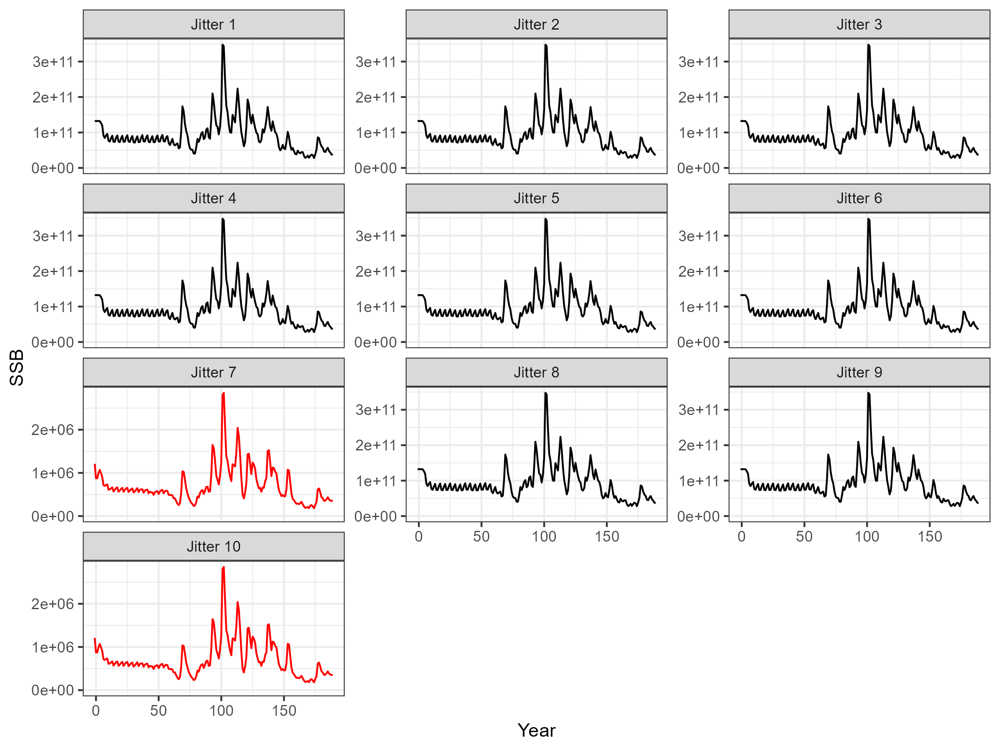 Jitter 1 Jitter 2 Jitter 3
3e+11 3e+11 3e+11
2e+11 2e+11 2e+11
1e+11 1e+11 1e+11
0e+00 0e+00 0e+00
Jitter 4 Jitter 5 Jitter 6
3e+11 3e+11 3e+11
2e+11 2e+11 2e+11
1e+11 1e+11 1e+11
0e+00 0e+00 0e+00
SSB
Jitter 7 Jitter 8 Jitter 9
3e+11 3e+11
2e+06 2e+11 2e+11
1e+06 1e+11 1e+11
0e+00 0e+00 0e+00
0 50 100 150 0 50 100 150
Jitter 10
2e+06
1e+06
0e+00
0 50 100 150
Year